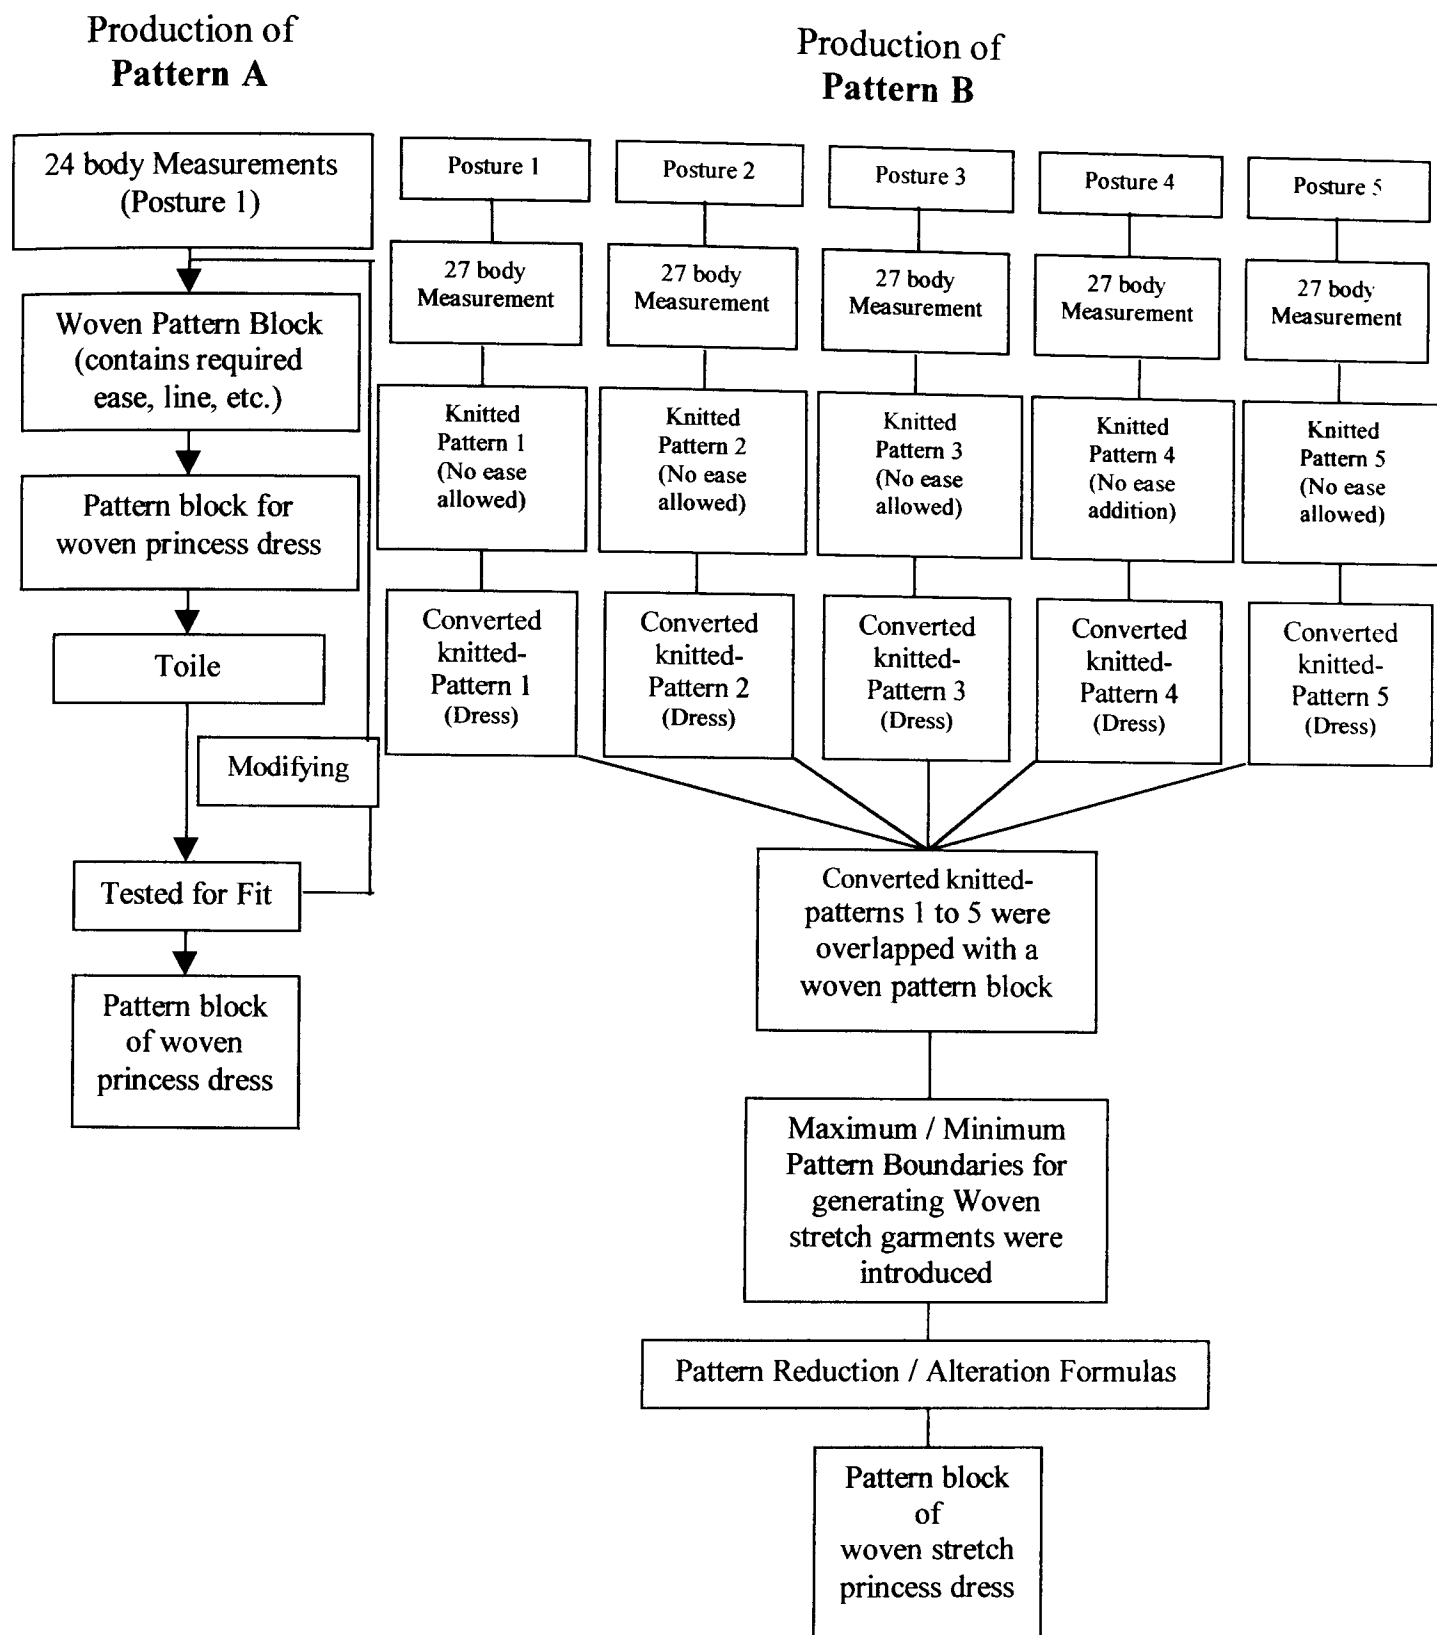 Production of
Pattern A
24 body Measurements
(Posture 1)
Woven Pattern Block
(contains required
ease, line, etc.)
Pattern block for
woven princess dress
Toile
Modifying
Tested for Fit
Pattern block
of woven
princess dress
Production of
Pattern B
Posture 1
27 body
Measurement
Knitted
Pattern 1
(No ease
allowed)
Converted
knitted-
Pattern 1
(Dress)
Posture 2
27 body
Measurement
Knitted
Pattern 2
(No ease
allowed)
Converted
knitted-
Pattern 2
(Dress)
Posture 3
27 body
Measurement
Knitted
Pattern 3
(No ease
allowed)
Converted
knitted-
Pattern 3
(Dress)
Posture 4
27 body
Measurement
Knitted
Pattern 4
(No ease
addition)
Converted
knitted-
Pattern 4
(Dress)
Posture 5
27 body
Measurement
Knitted
Pattern 5
(No ease
allowed)
Converted
knitted-
Pattern 5
(Dress)
Converted knitted-
patterns 1 to 5 were
overlapped with a
woven pattern block
Maximum / Minimum
Pattern Boundaries for
generating Woven
stretch garments were
introduced
Pattern Reduction / Alteration Formulas
Pattern block
of
woven stretch
princess dress